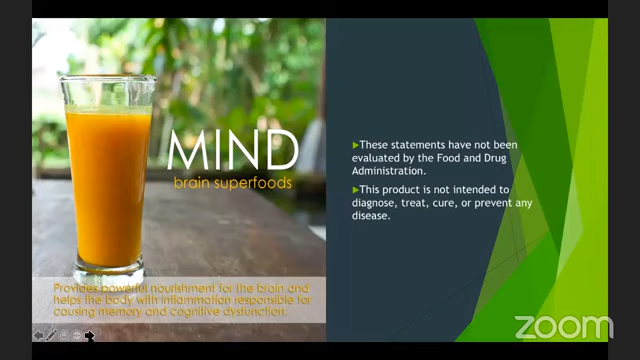 MIND
brain superfoods
Provides powerful nourishment for the brain and
helps the body with inflammation responsible for
causing memory and cognitive dysfunction.
These statements have not been
evaluated by the Food and Drug
Administration.
This product is not intended to
diagnose, treat, cure, or prevent any
disease.
zoom